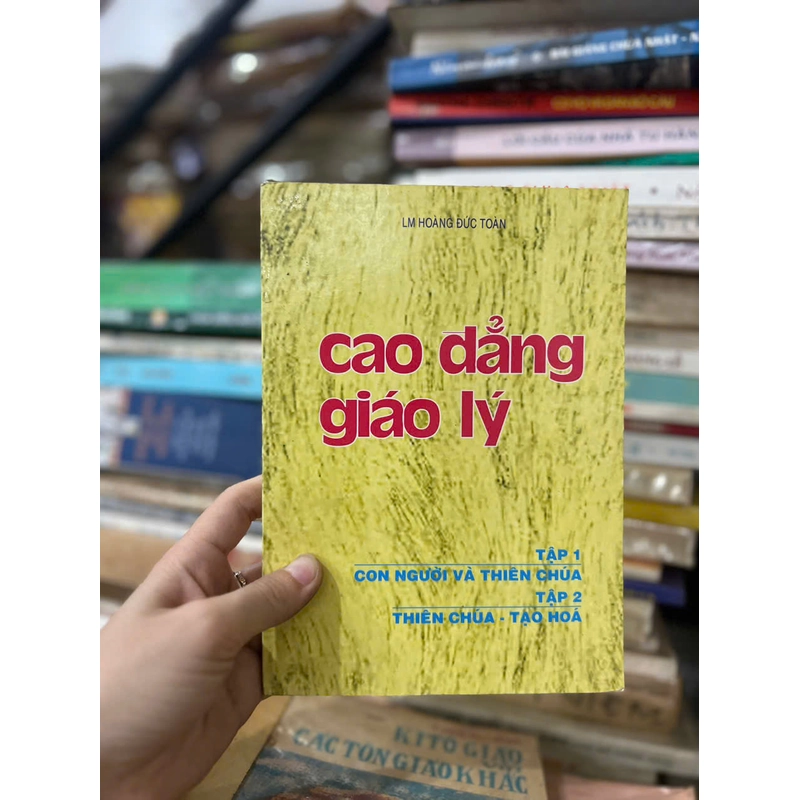 LM HOÀNG ĐỨC TOÀN
cao đẳng
giáo lý
TẬP 1
CON NGƯỜI VÀ THIÊN CHÚA
TẬP 2
THIÊN CHÚA - TẠO HOÁ
KITÔ GIÁO
CÁC TÔN GIÁO KHÁC